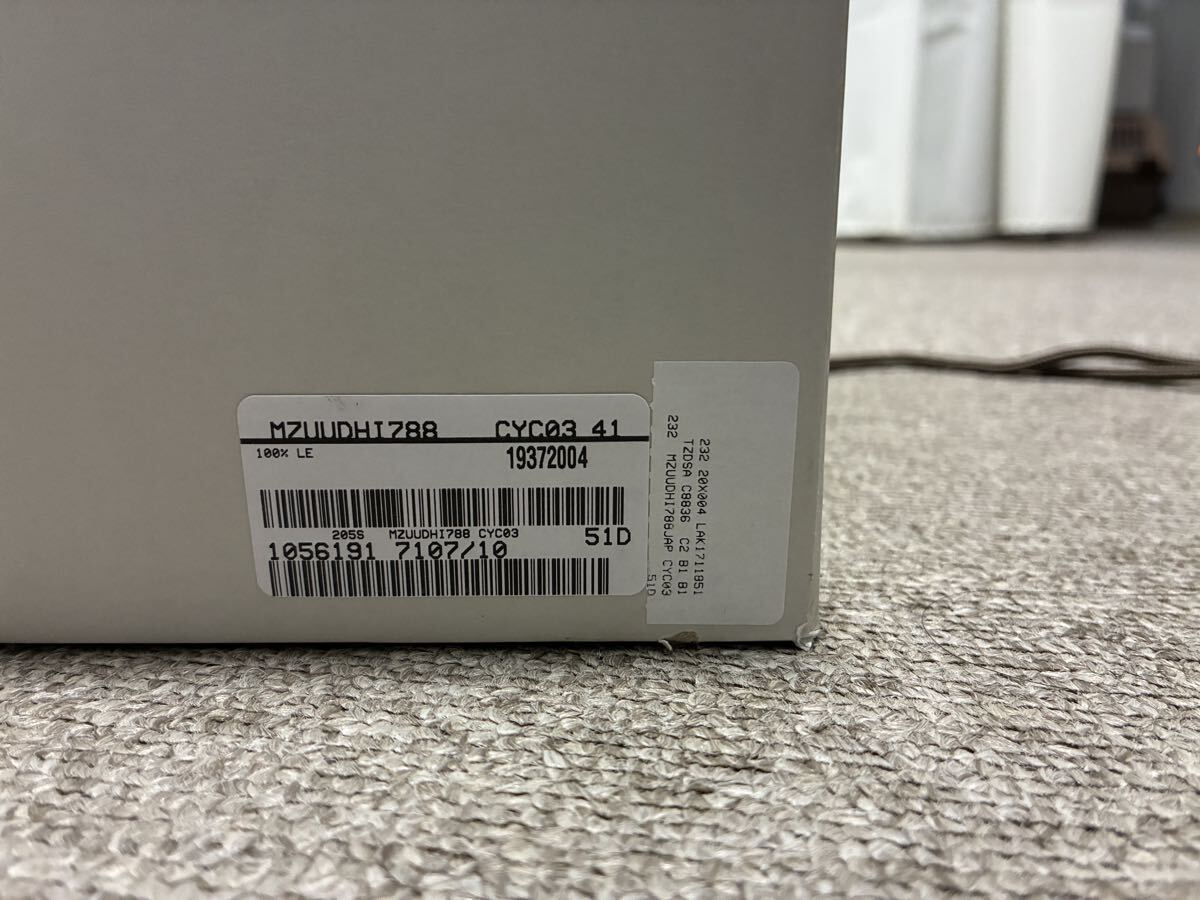 MZUUDHI788 CYC03 41
100% LE
19372004
205S MZUUDHI788 CYC03
51D
1056191 7107/10
232 20X004 LAK1711851
TZDSA C8836 C2 B1 B1
232 MZUUDHI788JAP CYC03
51D